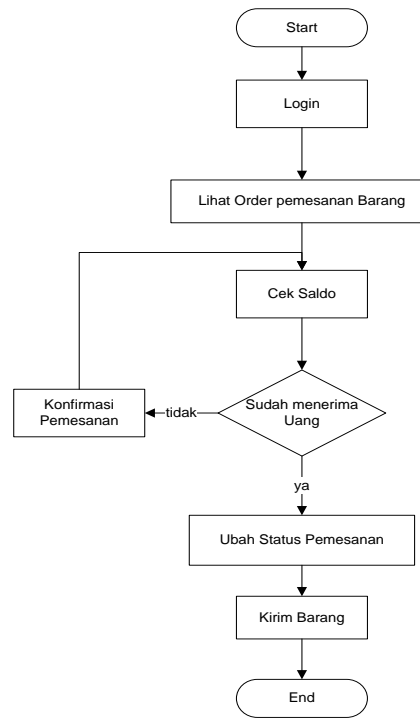 Start
Login
Lihat Order pemesanan Barang
Cek Saldo
Sudah menerima
Uang
tidak
Konfirmasi
Pemesanan
ya
Ubah Status Pemesanan
Kirim Barang
End